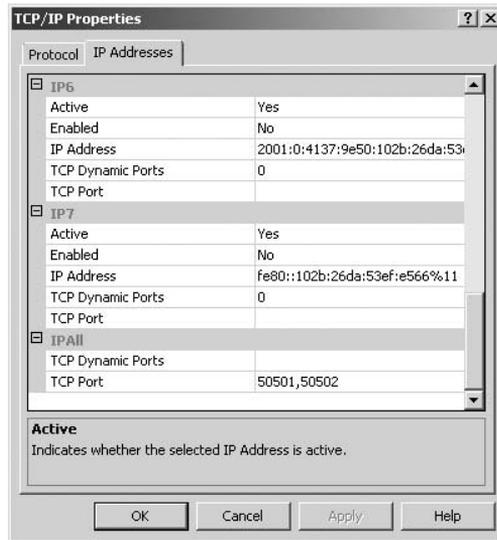 TCP/IP Properties
Protocol IP Addresses
IP6
Active Yes
Enabled No
IP Address 2001:0:4137:9e50:102b:26da:53
TCP Dynamic Ports 0
TCP Port
IP7
Active Yes
Enabled No
IP Address fe80::102b:26da:53ef:e566%11
TCP Dynamic Ports 0
TCP Port
IPAll
TCP Dynamic Ports
TCP Port 50501,50502
Active
Indicates whether the selected IP Address is active.
OK Cancel Apply Help